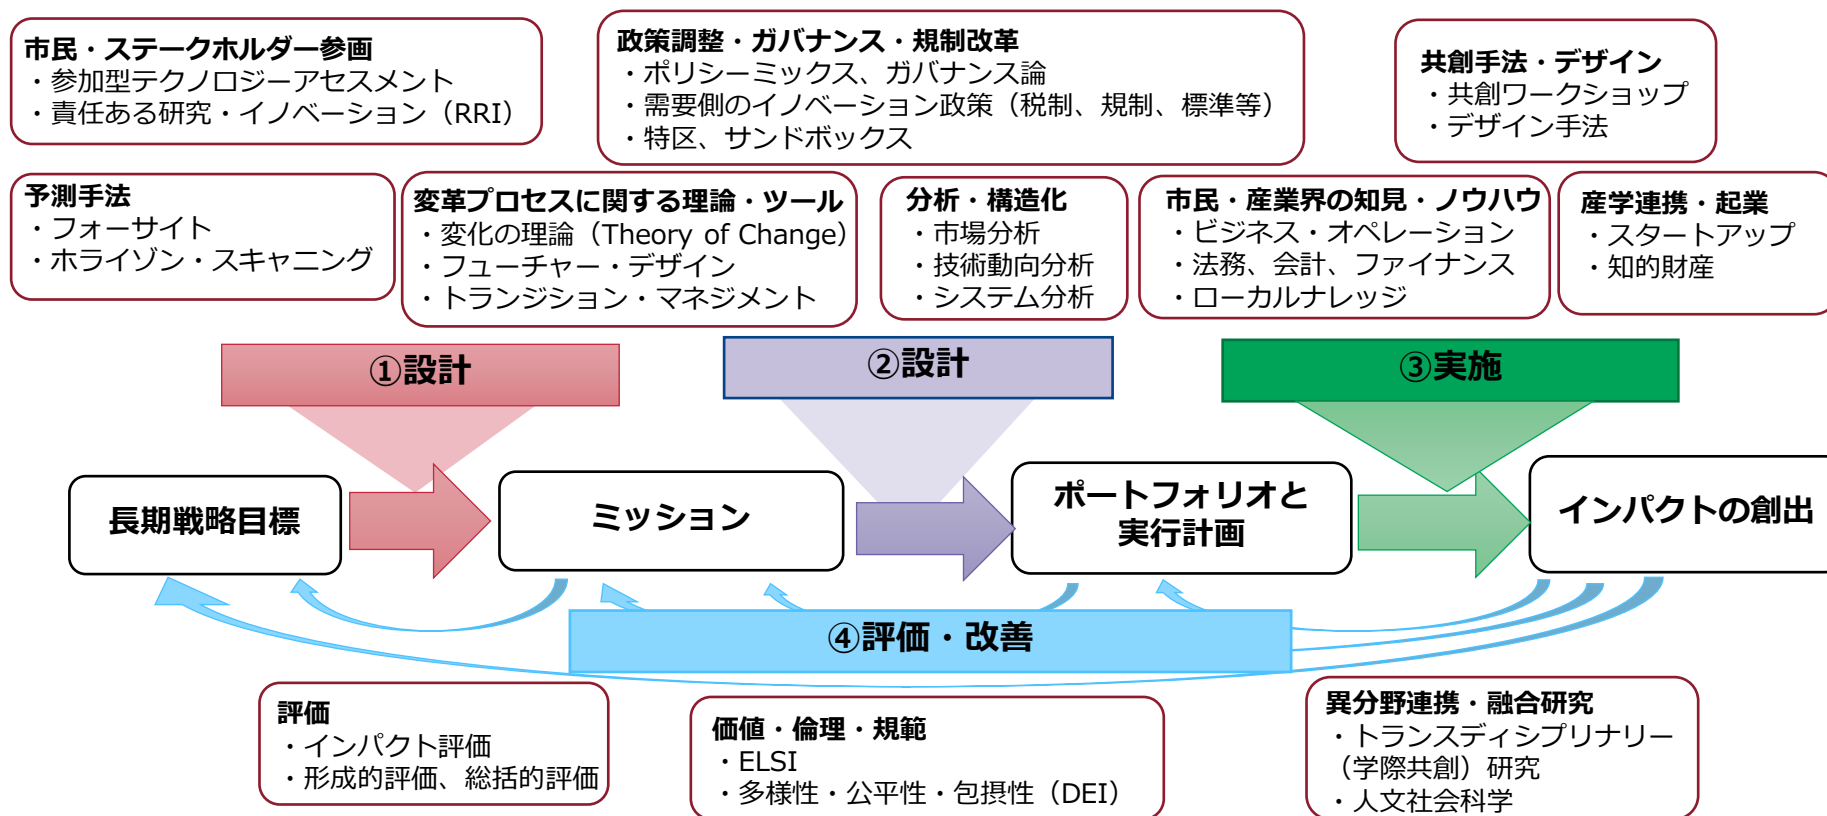 市民・ステークホルダー参画
・参加型テクノロジーアセスメント
・責任ある研究・イノベーション（RRI）
政策調整・ガバナンス・規制改革
・ポリシーミックス、ガバナンス論
・需要側のイノベーション政策（税制、規制、標準等）
・特区、サンドボックス
共創手法・デザイン
・共創ワークショップ
・デザイン手法
予測手法
・フォーサイト
・ホライゾン・スキャニング
変革プロセスに関する理論・ツール
・変化の理論（Theory of Change）
・フューチャー・デザイン
・トランジション・マネジメント
分析・構造化
・市場分析
・技術動向分析
・システム分析
市民・産業界の知見・ノウハウ
・ビジネス・オペレーション
・法務、会計、ファイナンス
・ローカルナレッジ
産学連携・起業
・スタートアップ
・知的財産
①設計
②設計
③実施
長期戦略目標
ミッション
ポートフォリオと
実行計画
インパクトの創出
④評価・改善
評価
・インパクト評価
・形成的評価、総括的評価
価値・倫理・規範
・ELSI
・多様性・公平性・包摂性（DEI）
異分野連携・融合研究
・トランスディシプリナリー
（学際共創）研究
・人文社会科学